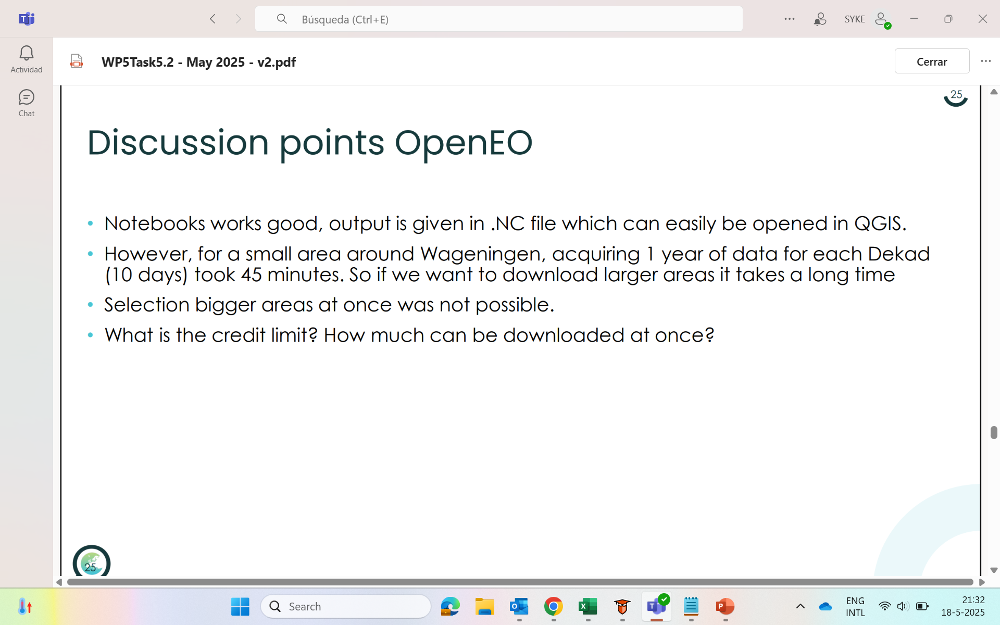 Búsqueda (Ctrl+E)
SYKE
Actividad
Chat
WP5Task5.2 - May 2025 - v2.pdf
Cerrar
25
Discussion points OpenEO
• Notebooks works good, output is given in .NC file which can easily be opened in QGIS.
• However, for a small area around Wageningen, acquiring 1 year of data for each Dekad
(10 days) took 45 minutes. So if we want to download larger areas it takes a long time
• Selection bigger areas at once was not possible.
• What is the credit limit? How much can be downloaded at once?
25
Search
ENG
INTL
21:32
18-5-2025